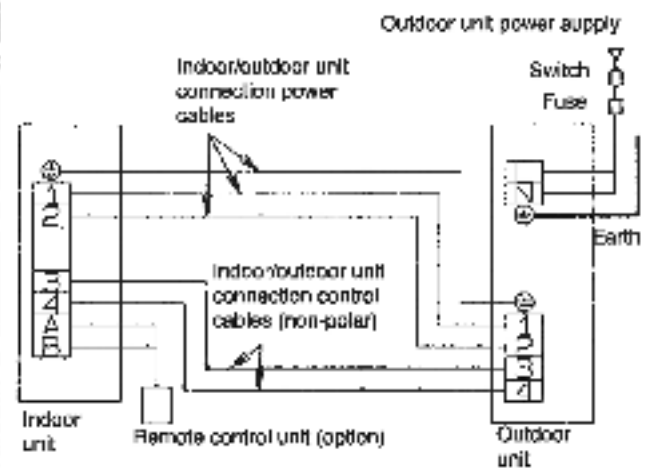 Outdoor unit power supply
Indoor/outdoor unit
connection power
cables
Switch
Fuse
1
2
N
Earth
Indoor/outdoor unit
connection control
cables (non-polar)
3
4
A
B
1
2
3
4
Indoor
unit
Remote control unit (option)
Outdoor
unit